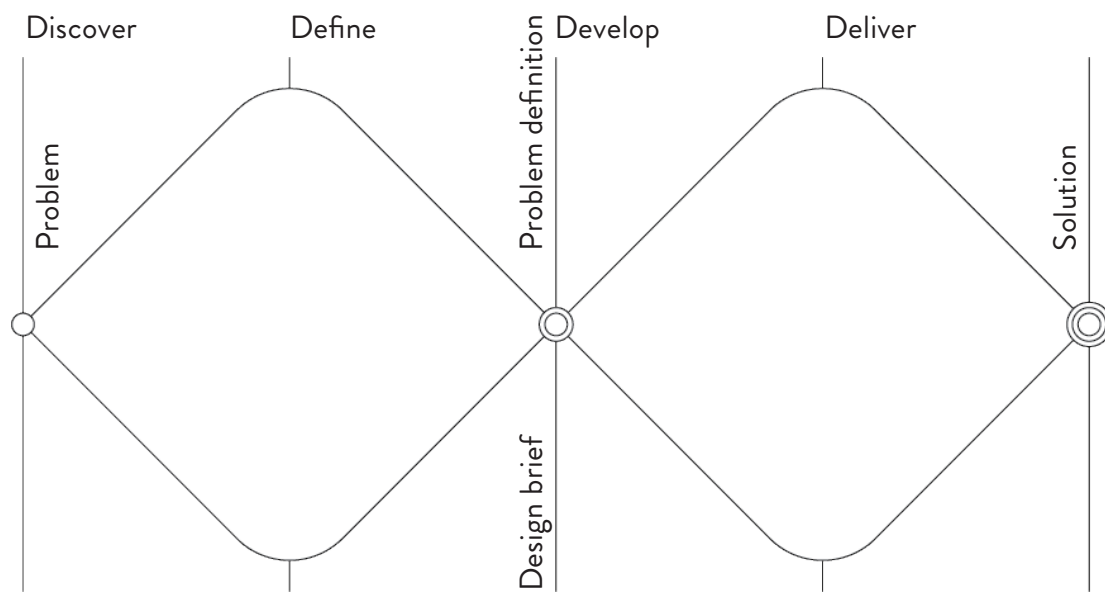 Discover
Define
Develop
Deliver
Problem
Problem definition
Design brief
Solution